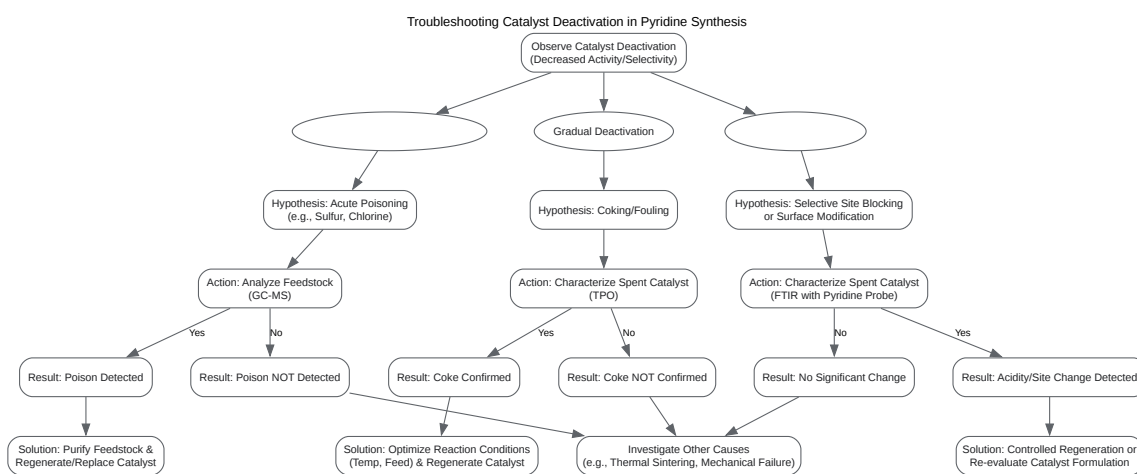 Troubleshooting Catalyst Deactivation in Pyridine Synthesis
Observe Catalyst Deactivation
(Decreased Activity/Selectivity)
Gradual Deactivation
Hypothesis: Acute Poisoning
(e.g., Sulfur, Chlorine)
Hypothesis: Coking/Fouling
Hypothesis: Selective Site Blocking
or Surface Modification
Action: Analyze Feedstock
(GC-MS)
Action: Characterize Spent Catalyst
(TPO)
Action: Characterize Spent Catalyst
(FTIR with Pyridine Probe)
Yes
No
Yes
No
No
Yes
Result: Poison Detected
Result: Poison NOT Detected
Result: Coke Confirmed
Result: Coke NOT Confirmed
Result: No Significant Change
Result: Acidity/Site Change Detected
Solution: Purify Feedstock &
Regenerate/Replace Catalyst
Solution: Optimize Reaction Conditions
(Temp, Feed) & Regenerate Catalyst
Investigate Other Causes
(e.g., Thermal Sintering, Mechanical Failure)
Solution: Controlled Regeneration or
Re-evaluate Catalyst Formulation